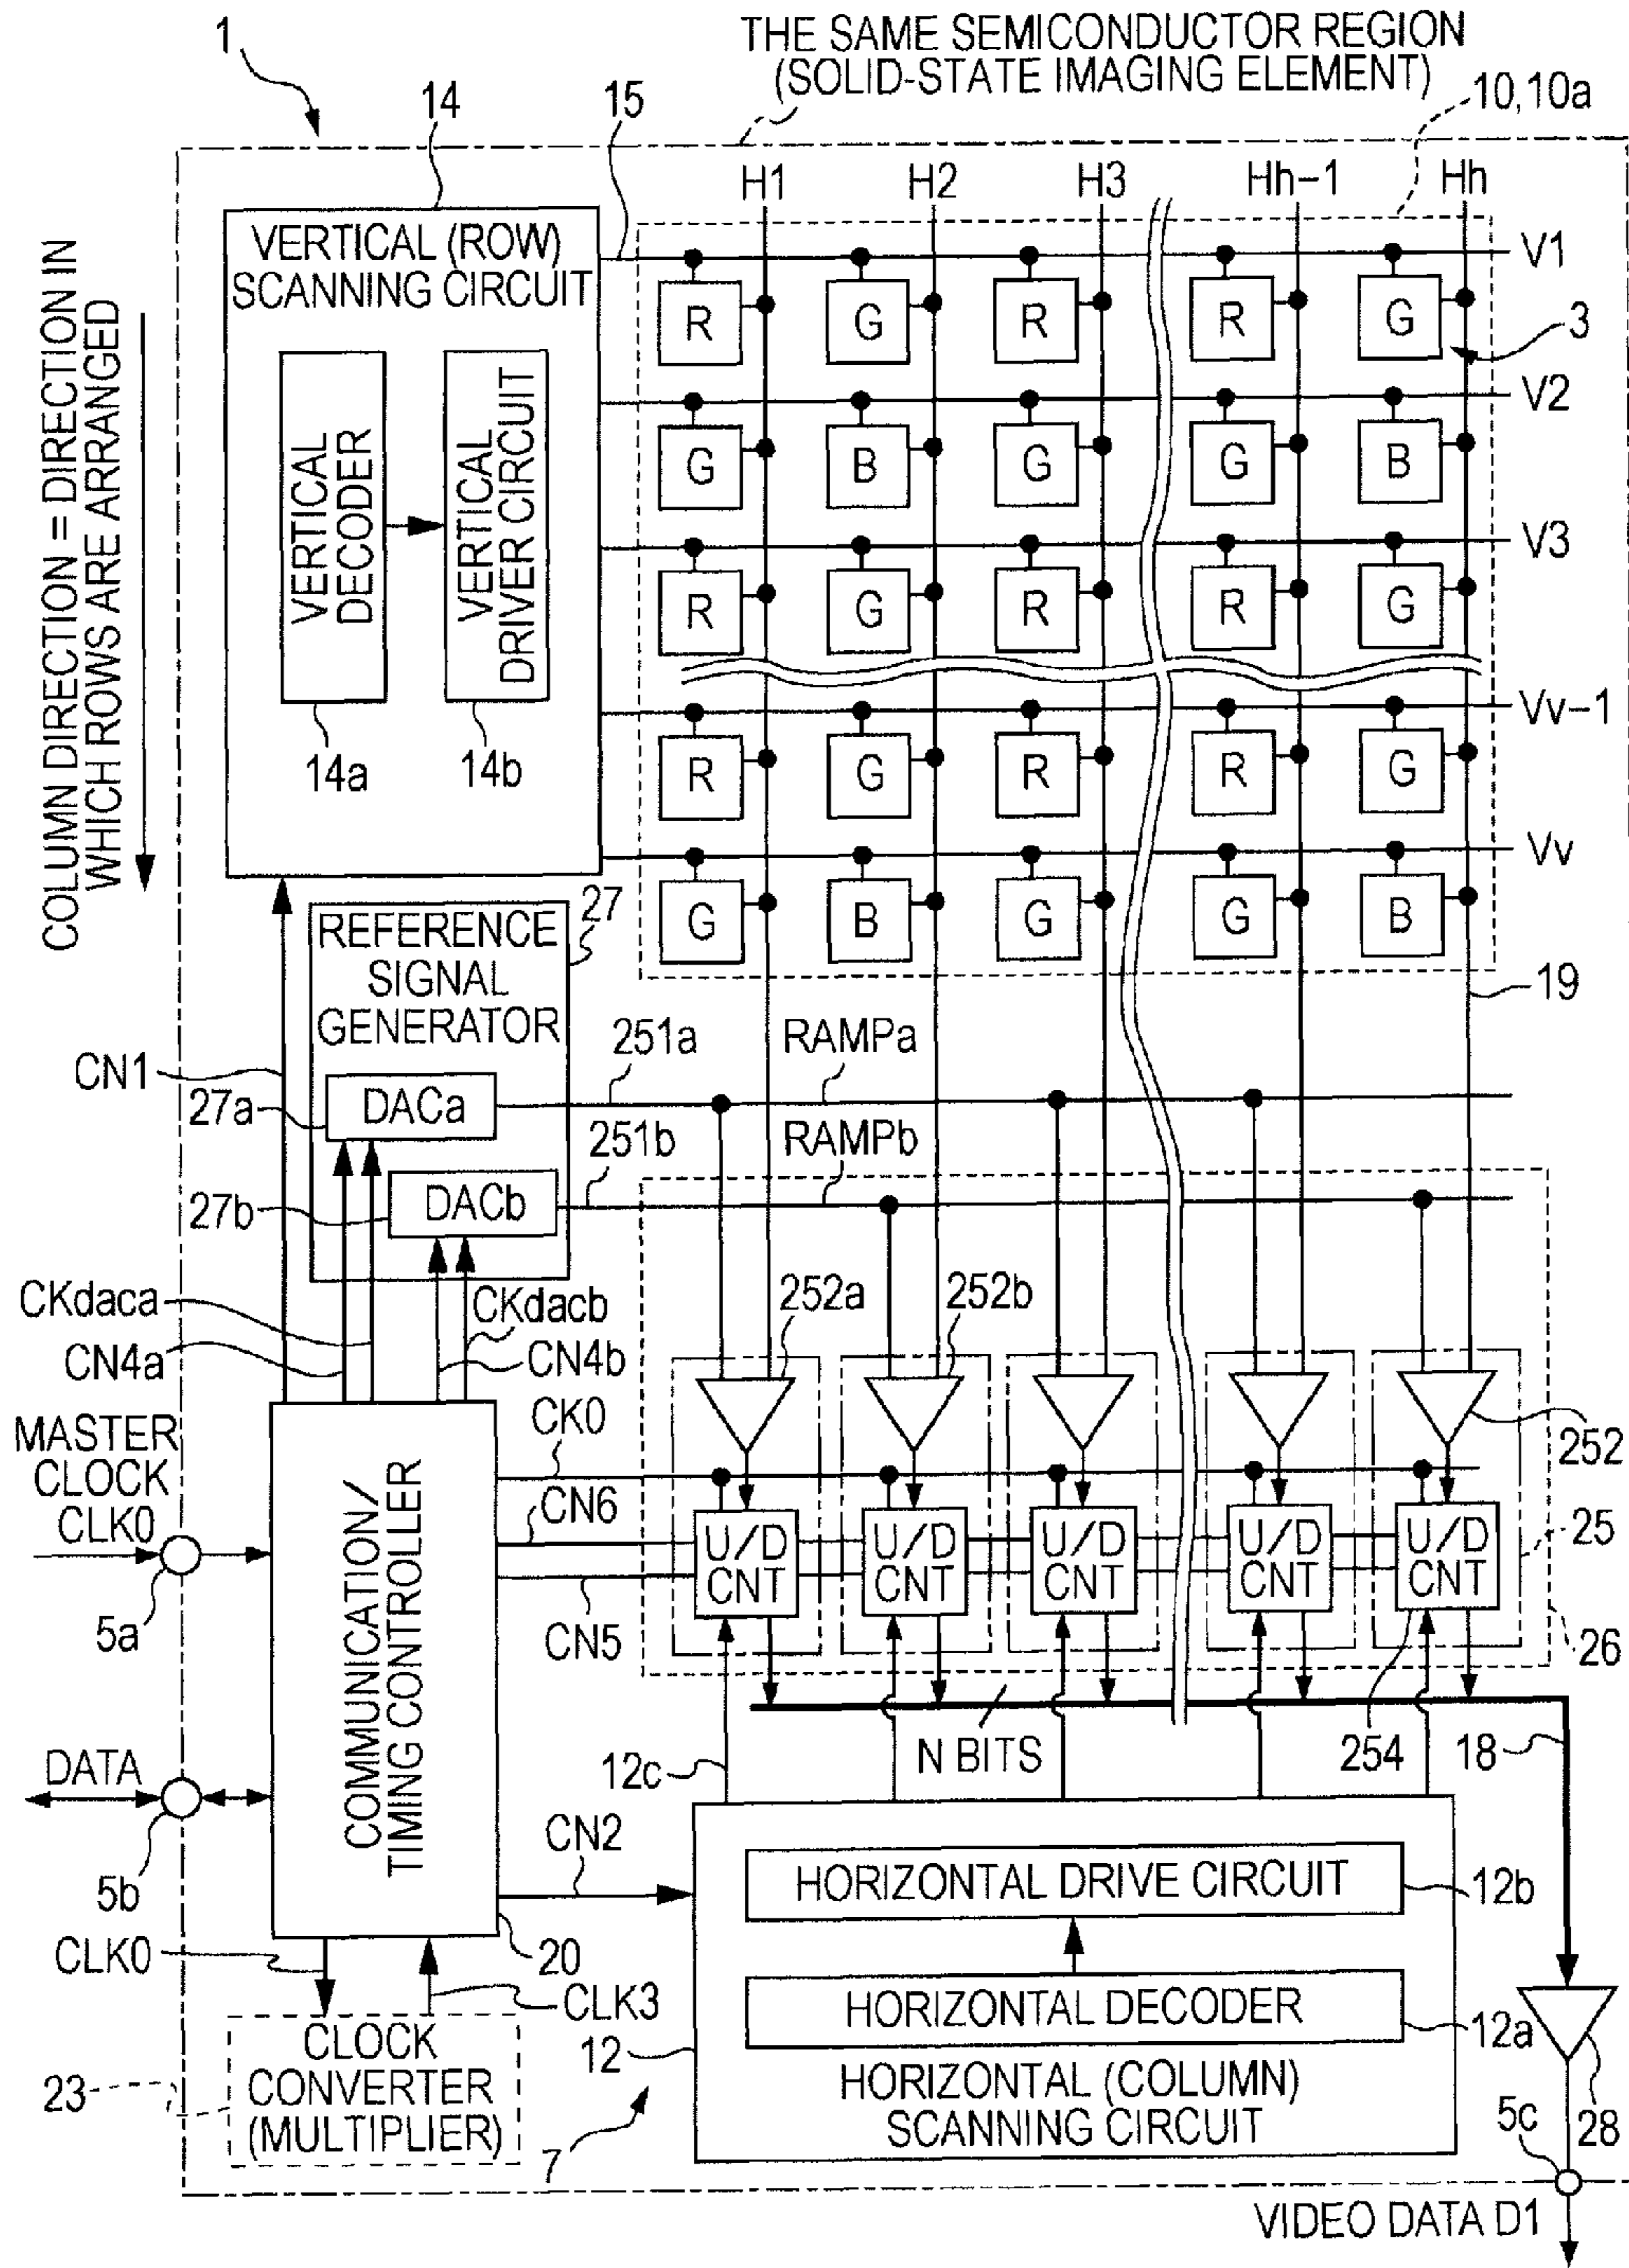 THE SAME SEMICONDUCTOR REGION
(SOLID-STATE IMAGING ELEMENT)
1
14
15
10, 10a
H1
H2
H3
Hh-1
Hh
COLUMN DIRECTION = DIRECTION IN
WHICH ROWS ARE ARRANGED
VERTICAL (ROW)
SCANNING CIRCUIT
VERTICAL
DECODER
VERTICAL
DRIVER CIRCUIT
14a
14b
R G R R G
V1
3
G B G G B
V2
R G R R G
V3
R G R R G
Vv-1
G B G G B
Vv
27
REFERENCE
SIGNAL
GENERATOR
19
CN1
251a
RAMPa
27a
DACa
251b
RAMPb
27b
DACb
CKdaca
CKdacb
252a
252b
CN4a
CN4b
CK0
252
MASTER
CLOCK
CLK0
CN6
5a
COMMUNICATION/
TIMING CONTROLLER
U/D
CNT
U/D
CNT
U/D
CNT
U/D
CNT
U/D
CNT
25
CN5
26
DATA
12c
N BITS
254
18
5b
CN2
HORIZONTAL DRIVE CIRCUIT
12b
CLK0
20
CLK3
HORIZONTAL DECODER
12a
CLOCK
CONVERTER
(MULTIPLIER)
23
12
HORIZONTAL (COLUMN)
SCANNING CIRCUIT
7
28
5c
VIDEO DATA D1